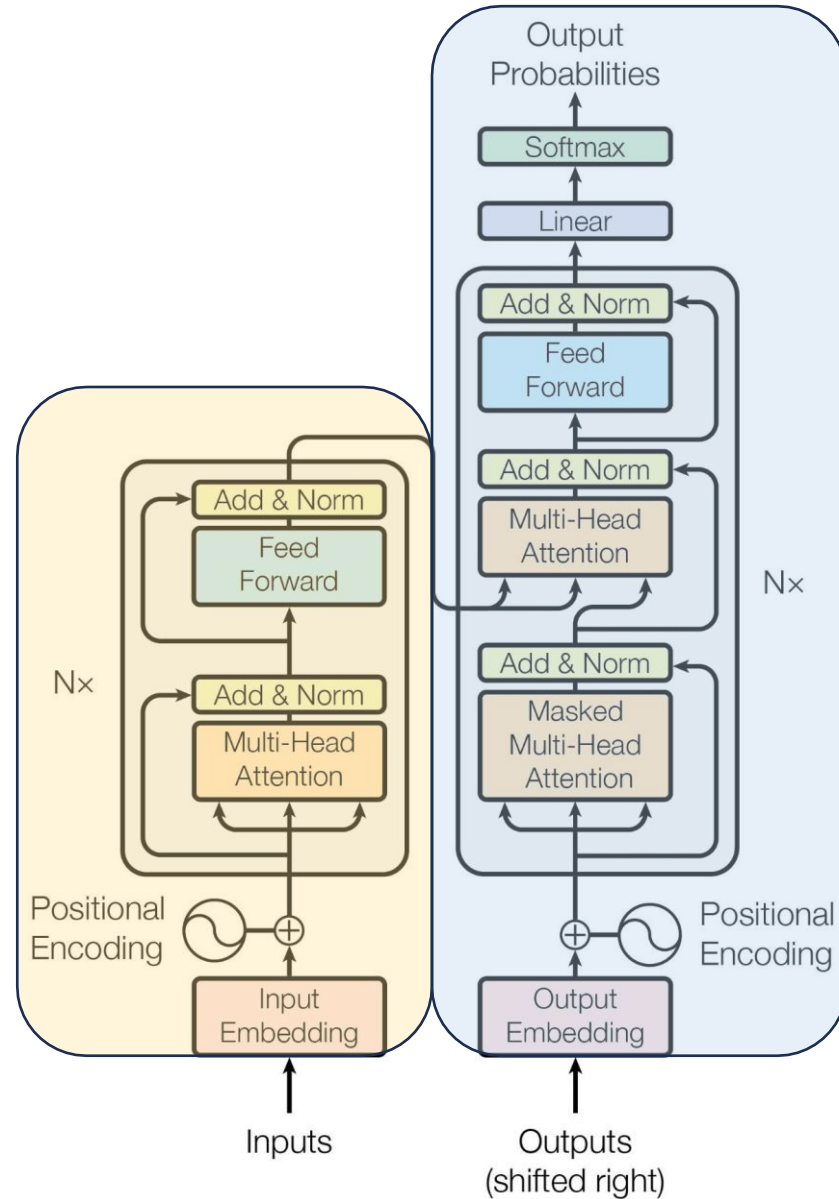 Output
Probabilities
Softmax
Linear
Add & Norm
Feed
Forward
Add & Norm
Multi-Head
Attention
Nx
Add & Norm
Masked
Multi-Head
Attention
Positional
Encoding
Output
Embedding
Outputs
(shifted right)
Add & Norm
Feed
Forward
Nx
Add & Norm
Multi-Head
Attention
Positional
Encoding
Input
Embedding
Inputs